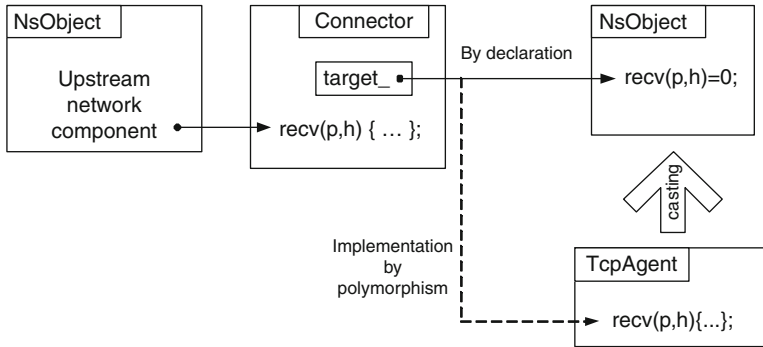 NsObject
Upstream
network
component
Connector
target_
recv(p,h) { ... };
By declaration
NsObject
recv(p,h)=0;
casting
Implementation
by
polymorphism
TcpAgent
recv(p,h){...};